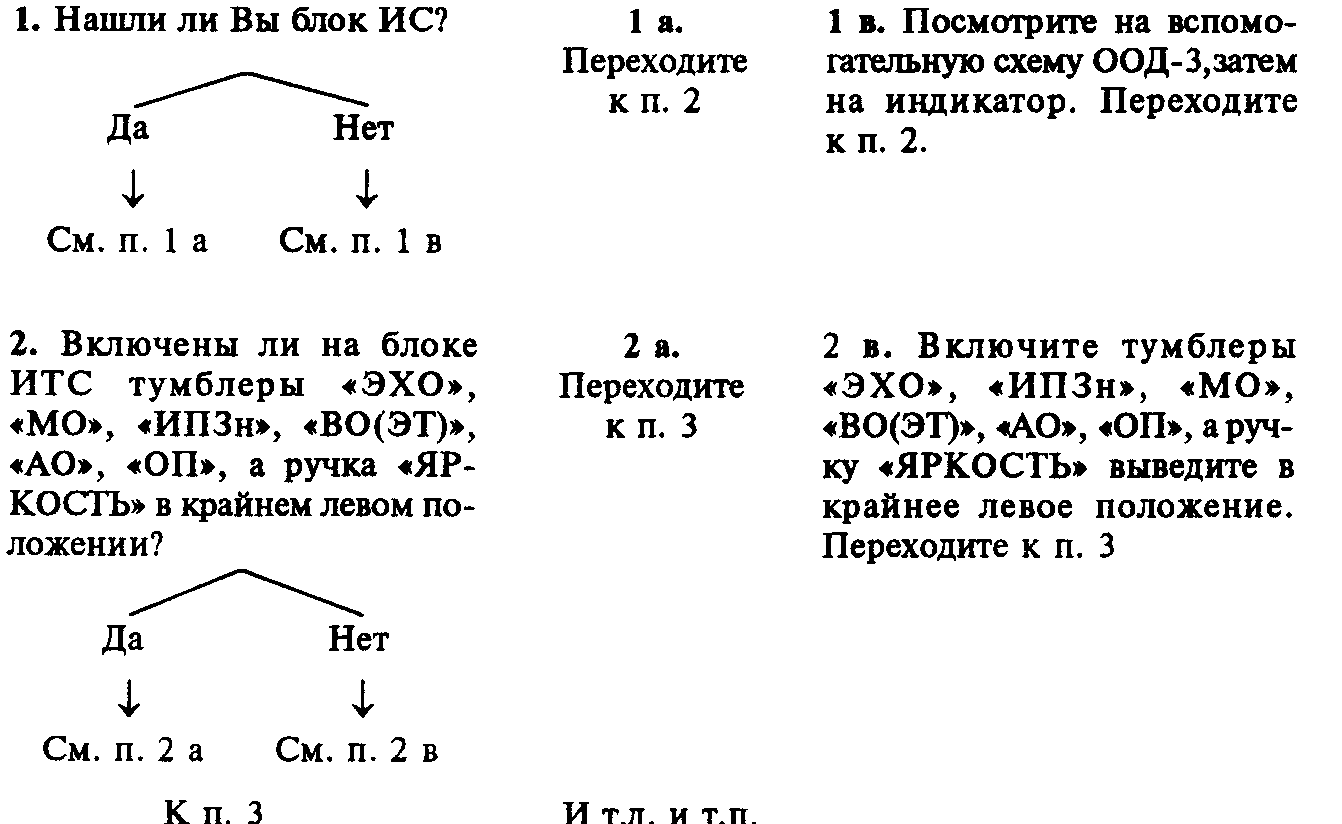 1. Нашли ли Вы блок ИС?
Да
Нет
См. п. 1 а
См. п. 1 в
1 а.
Переходите
к п. 2
1 в. Посмотрите на вспомо-
гательную схему ООД-3,затем
на индикатор. Переходите
к п. 2.
2. Включены ли на блоке
ИТС тумблеры «ЭХО»,
«МО», «ИПЗн», «ВО(ЭТ)»,
«АО», «ОП», а ручка «ЯР-
КОСТЬ» в крайнем левом по-
ложении?
Да
Нет
См. п. 2 а
См. п. 2 в
К п. 3
2 а.
Переходите
к п. 3
2 в. Включите тумблеры
«ЭХО», «ИПЗн», «МО»,
«ВО(ЭТ)», «АО», «ОП», а руч-
ку «ЯРКОСТЬ» выведите в
крайнее левое положение.
Переходите к п. 3
И т.д. и т.п.